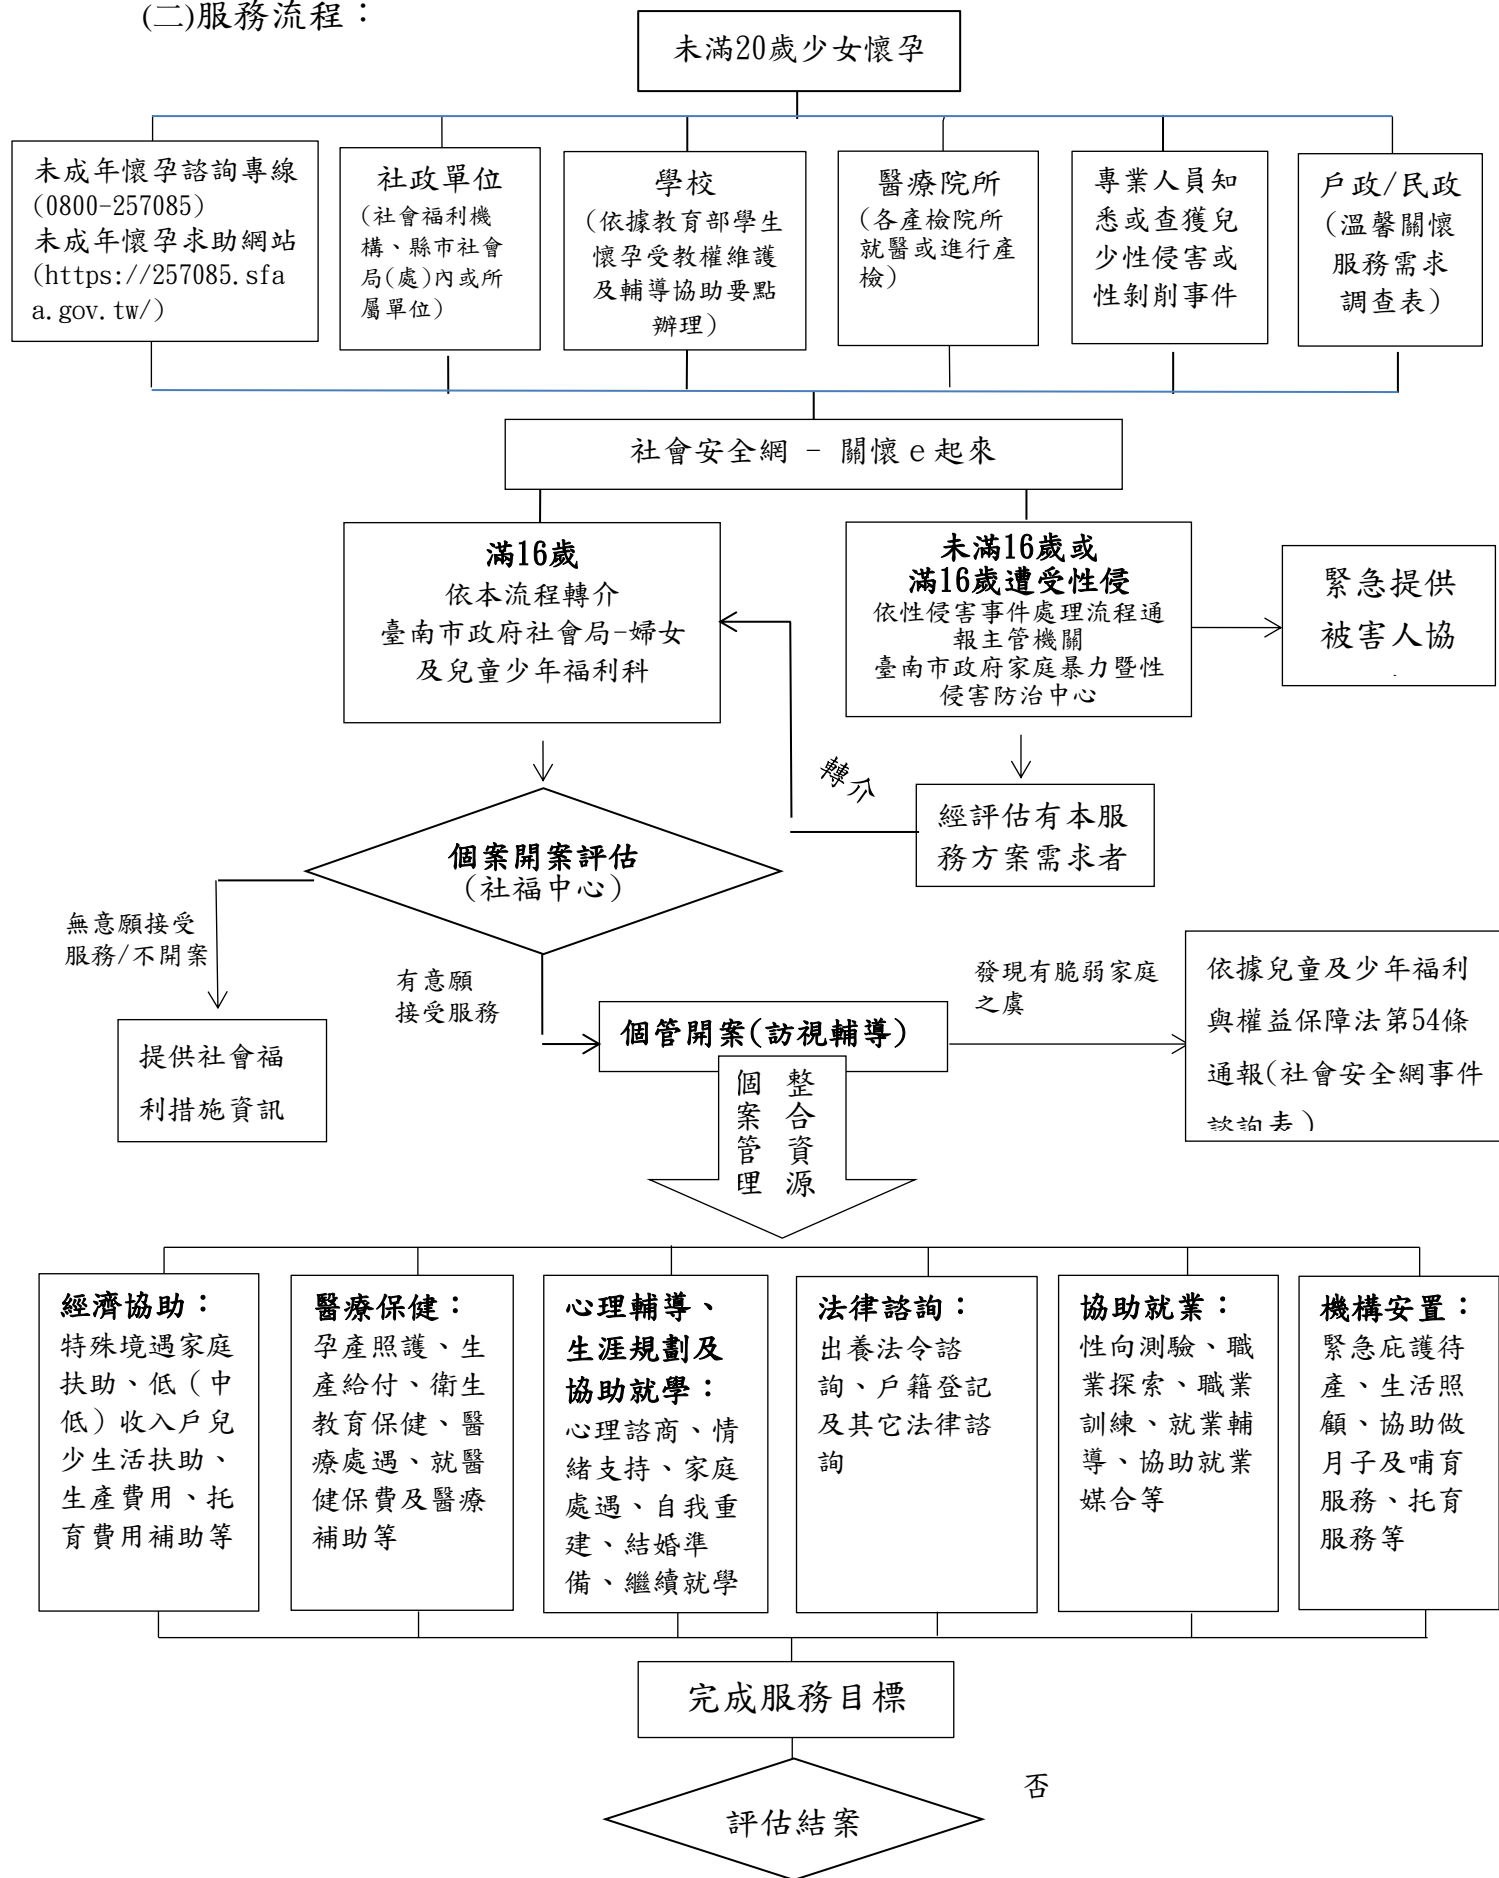 (二)服務流程：
未滿20歲少女懷孕
未成年懷孕諮詢專線
(0800-257085)
未成年懷孕求助網站
(https://257085.sfa
a.gov.tw/)
社政單位
(社會福利機
構、縣市社會
局(處)內或所
屬單位)
學校
(依據教育部學生
懷孕受教權維護
及輔導協助要點
辦理)
醫療院所
(各產檢院所
就醫或進行產
檢)
專業人員知
悉或查獲兒
少性侵害或
性剝削事件
戶政/民政
(溫馨關懷
服務需求
調查表)
社會安全網 - 關懷e起來
滿16歲
依本流程轉介
臺南市政府社會局-婦女
及兒童少年福利科
未滿16歲或
滿16歲遭受性侵
依性侵害事件處理流程通
報主管機關
臺南市政府家庭暴力暨性
侵害防治中心
緊急提供
被害人協
轉介
經評估有本服
務方案需求者
個案開案評估
(社福中心)
無意願接受
服務/不開案
有意願
接受服務
提供社會福
利措施資訊
個管開案(訪視輔導)
發現有脆弱家庭
之虞
依據兒童及少年福利
與權益保障法第54條
通報(社會安全網事件
諮詢表)
整合資源
個案管理
經濟協助：
特殊境遇家庭
扶助、低（中
低）收入戶兒
少生活扶助、
生產費用、托
育費用補助等
醫療保健：
孕產照護、生
產給付、衛生
教育保健、醫
療處遇、就醫
健保費及醫療
補助等
心理輔導、
生涯規劃及
協助就學：
心理諮商、情
緒支持、家庭
處遇、自我重
建、結婚準
備、繼續就學
法律諮詢：
出養法令諮
詢、戶籍登記
及其它法律諮
詢
協助就業：
性向測驗、職
業探索、職業
訓練、就業輔
導、協助就業
媒合等
機構安置：
緊急庇護待
產、生活照
顧、協助做
月子及哺育
服務、托育
服務等
完成服務目標
評估結案
否